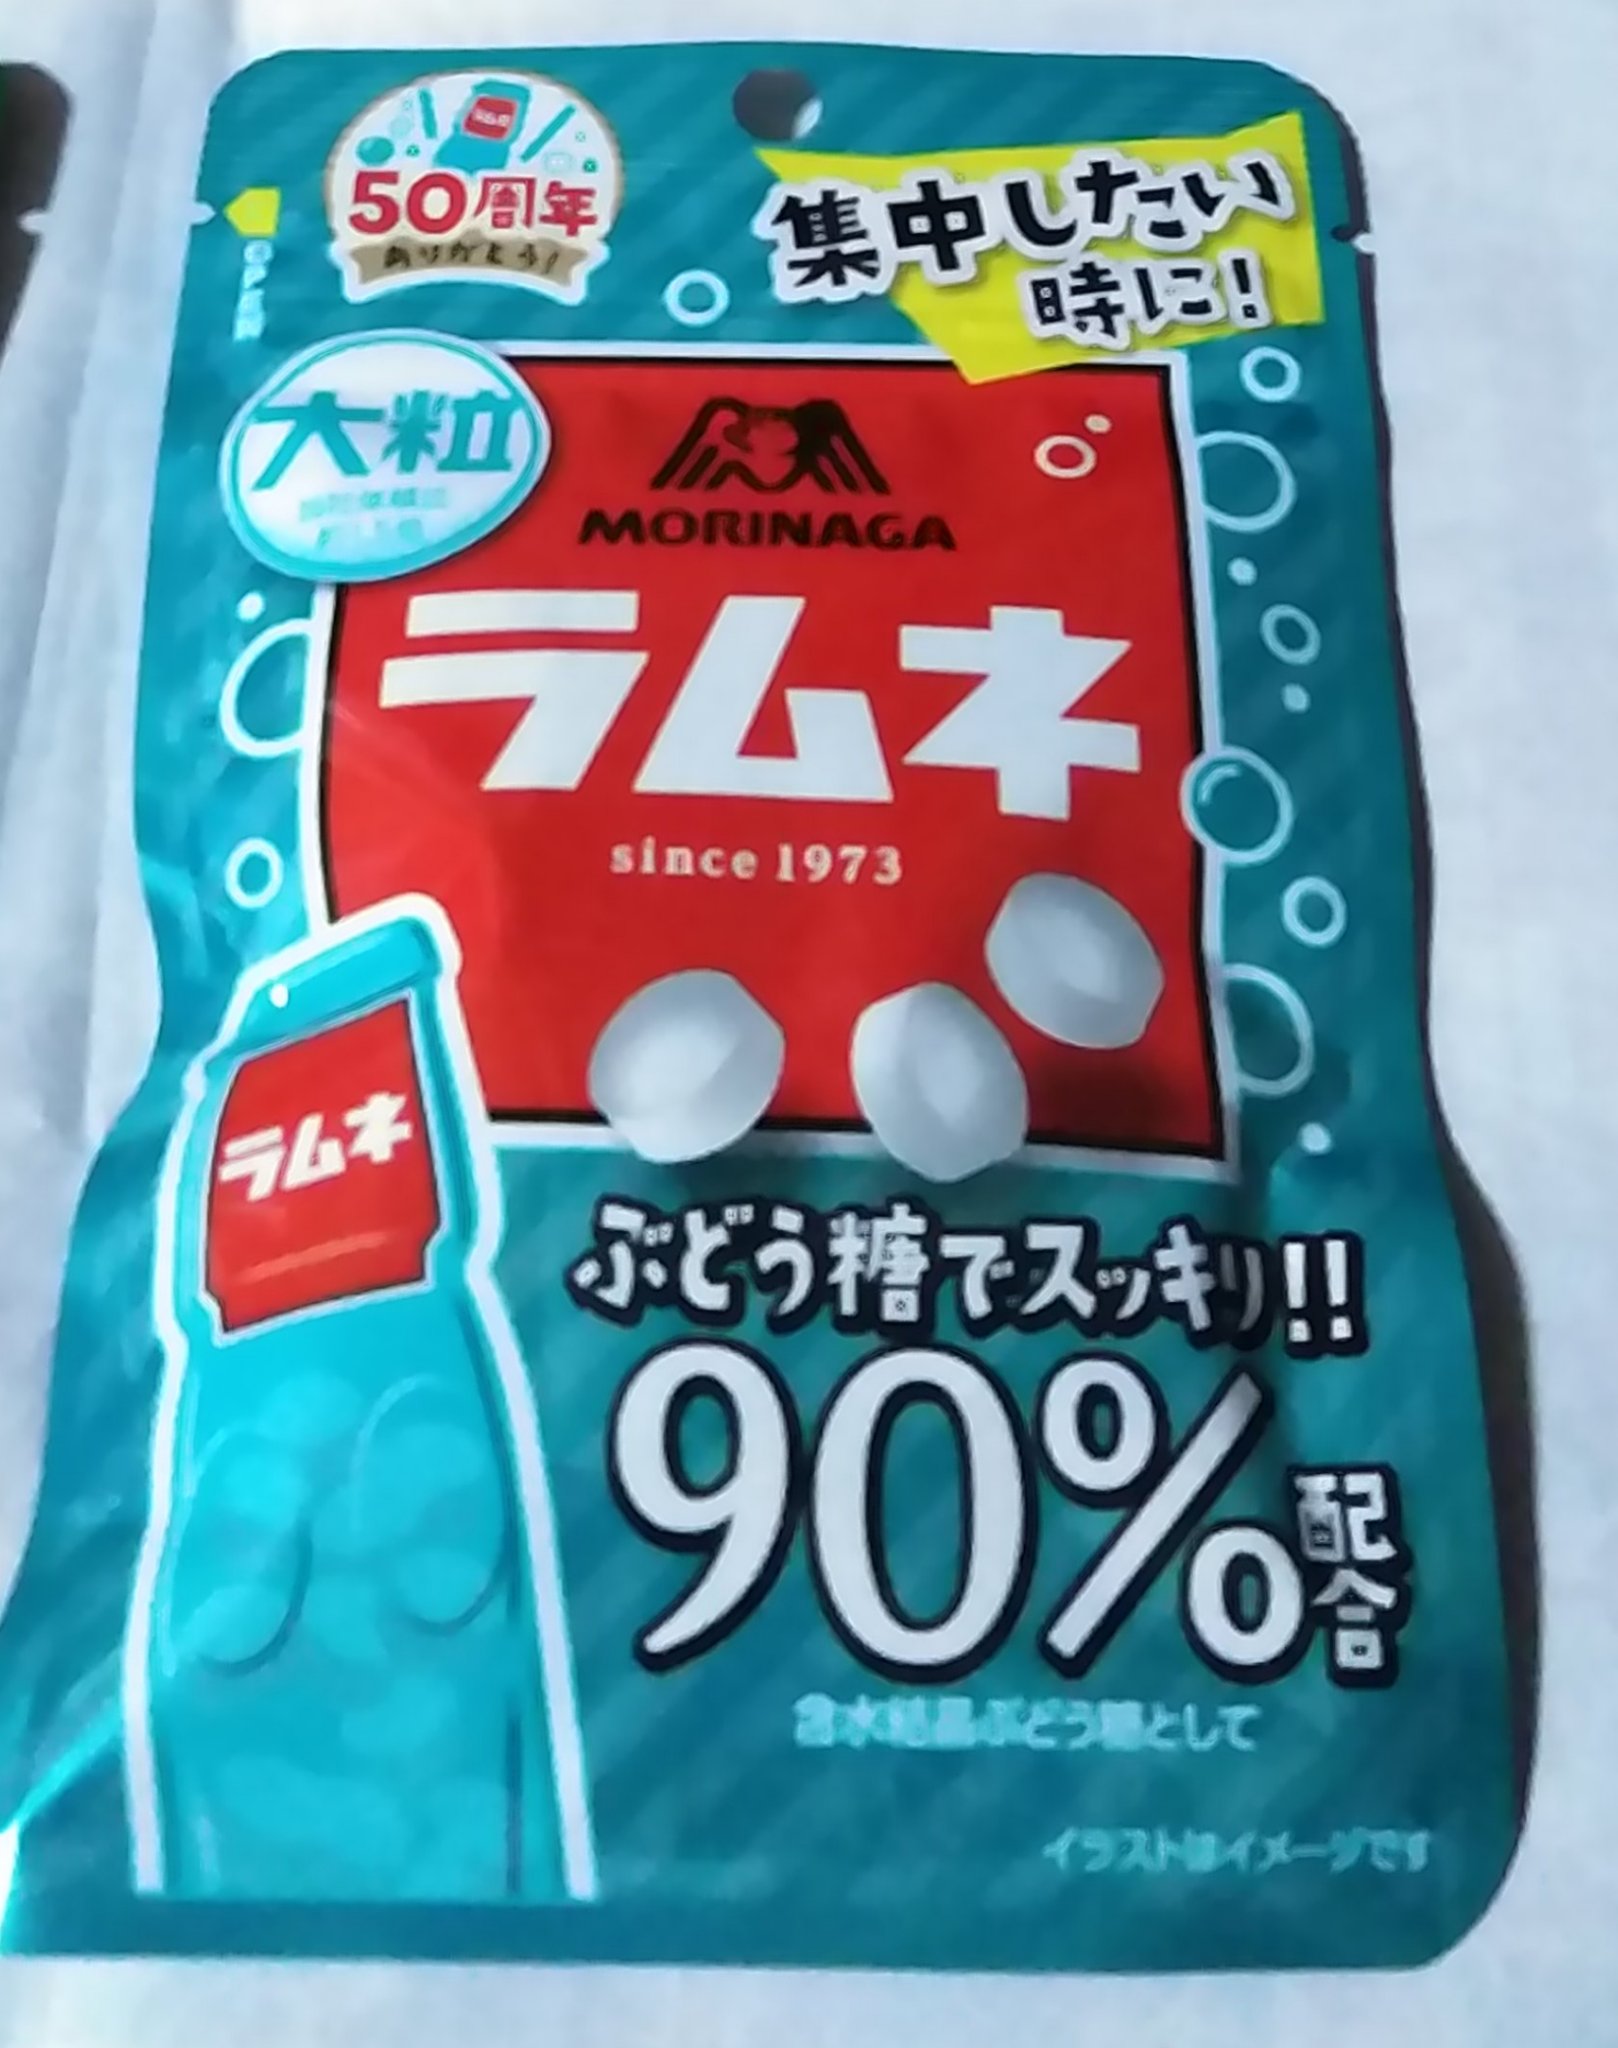 50周年
ありがとう!
集中したい
時に!
大粒
MORINAGA
ラムネ
since 1973
ラムネ
ぶどう糖でスッキリ!!
90%
配合
含水結晶ぶどう糖として
イラストはイメージです